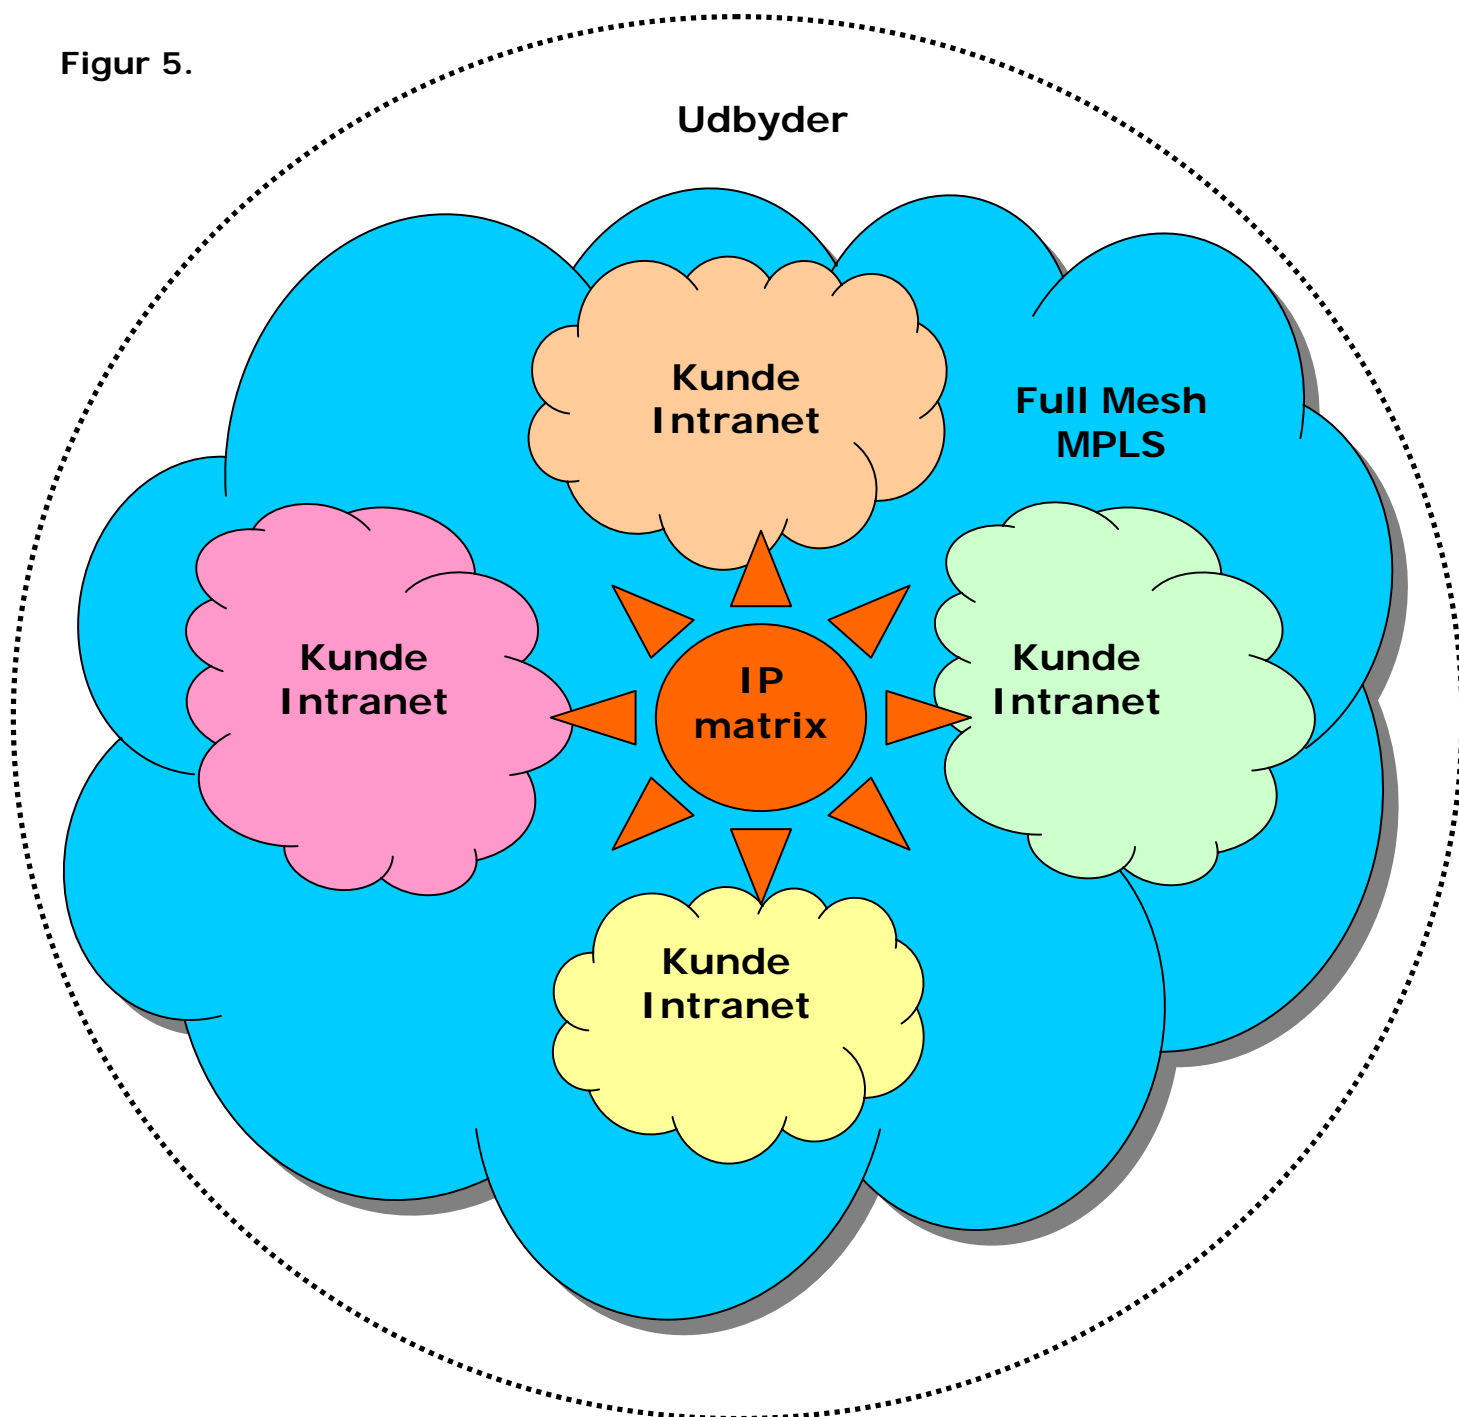 Figur 5.
Udbyder
Kunde
Intranet
Full Mesh
MPLS
Kunde
Intranet
IP
matrix
Kunde
Intranet
Kunde
Intranet